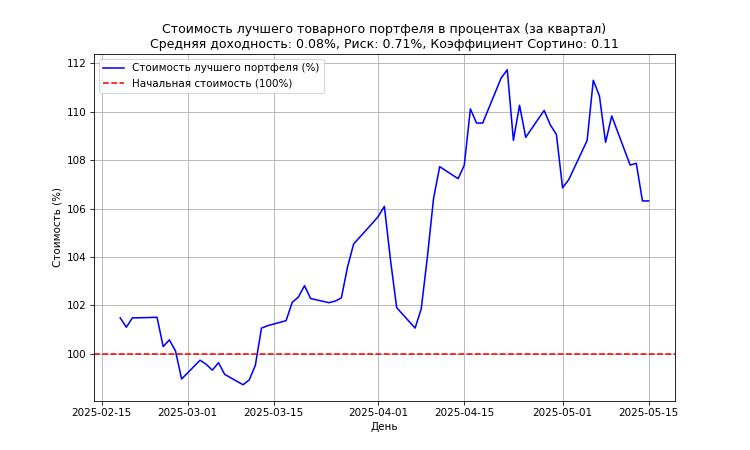 Стоимость лучшего товарного портфеля в процентах (за квартал)
Средняя доходность: 0.08%, Риск: 0.71%, Коэффициент Сортино: 0.11
Стоимость лучшего портфеля (%)
Начальная стоимость (100%)
Стоимость (%)
112
110
108
106
104
102
100
2025-02-15
2025-03-01
2025-03-15
2025-04-01
2025-04-15
2025-05-01
2025-05-15
День